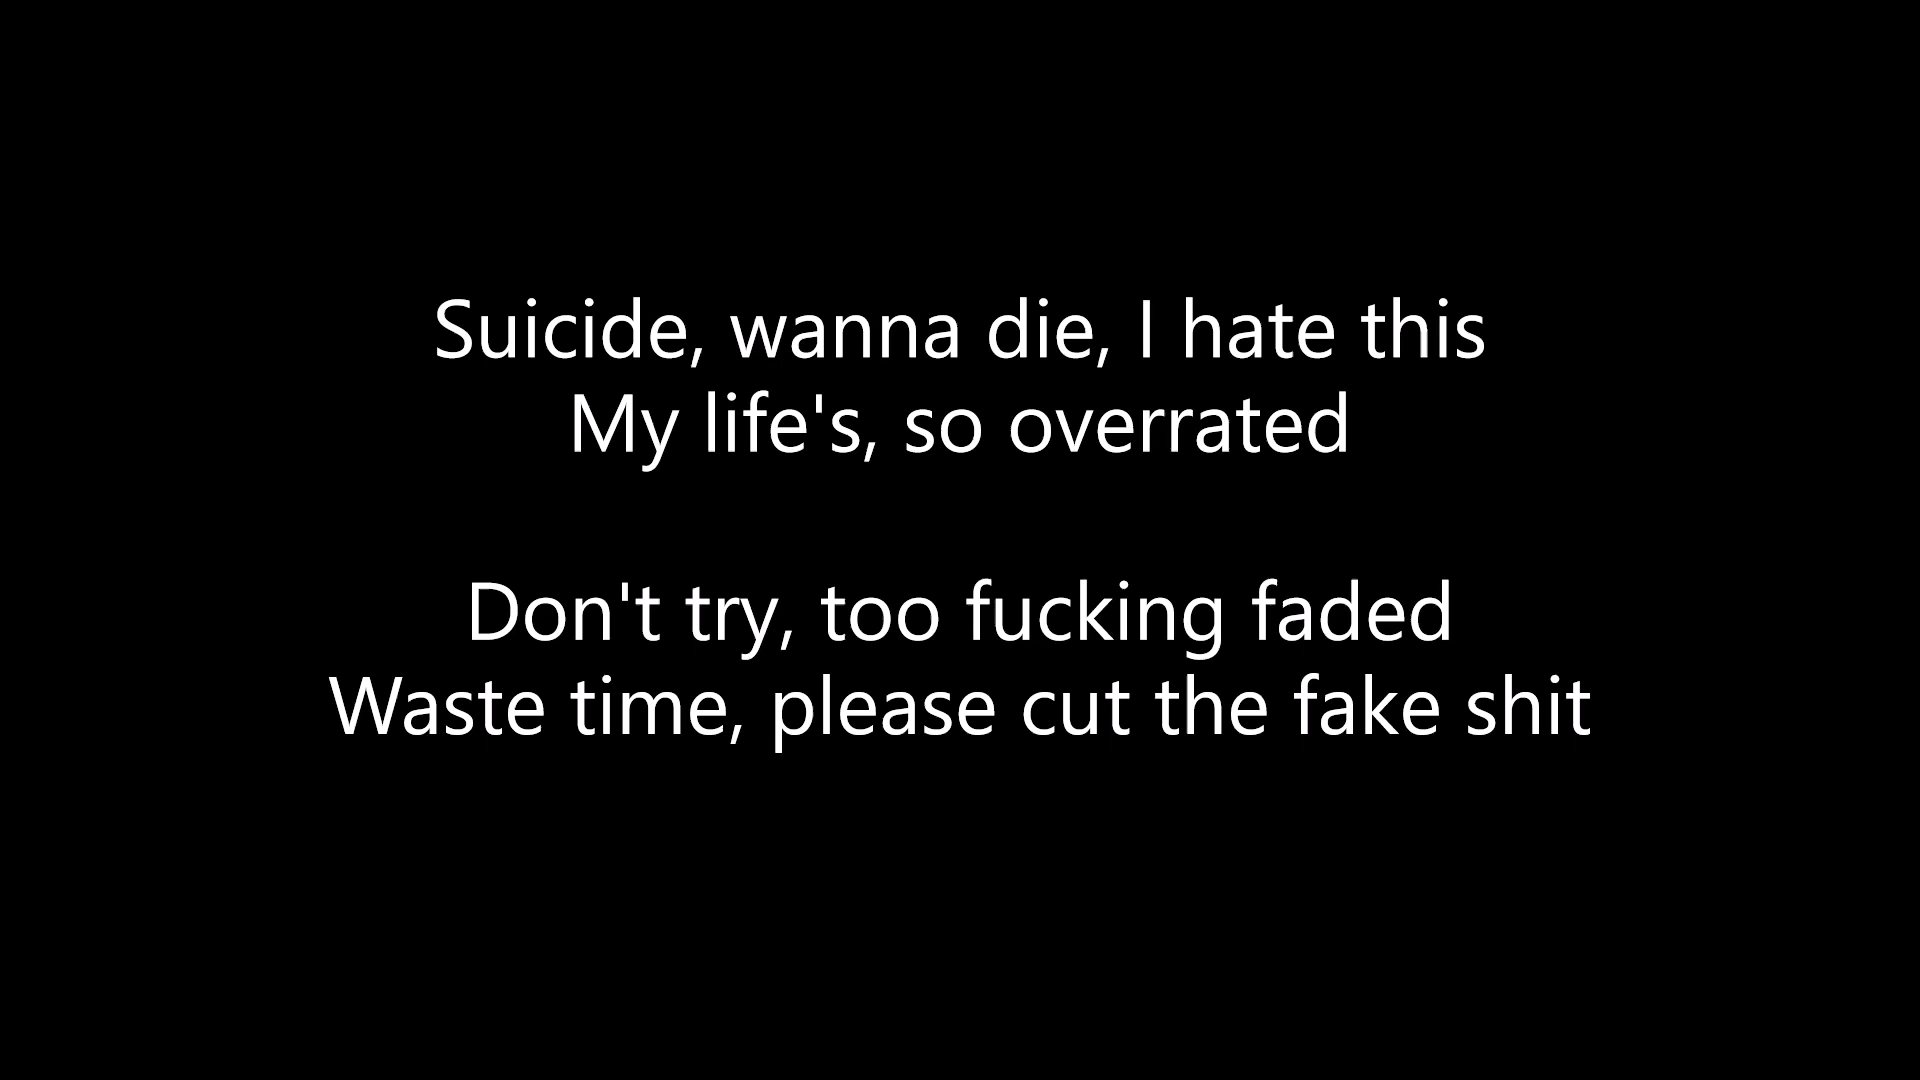 Suicide, wanna die, I hate this
My life's, so overrated
Don't try, too fucking faded
Waste time, please cut the fake shit